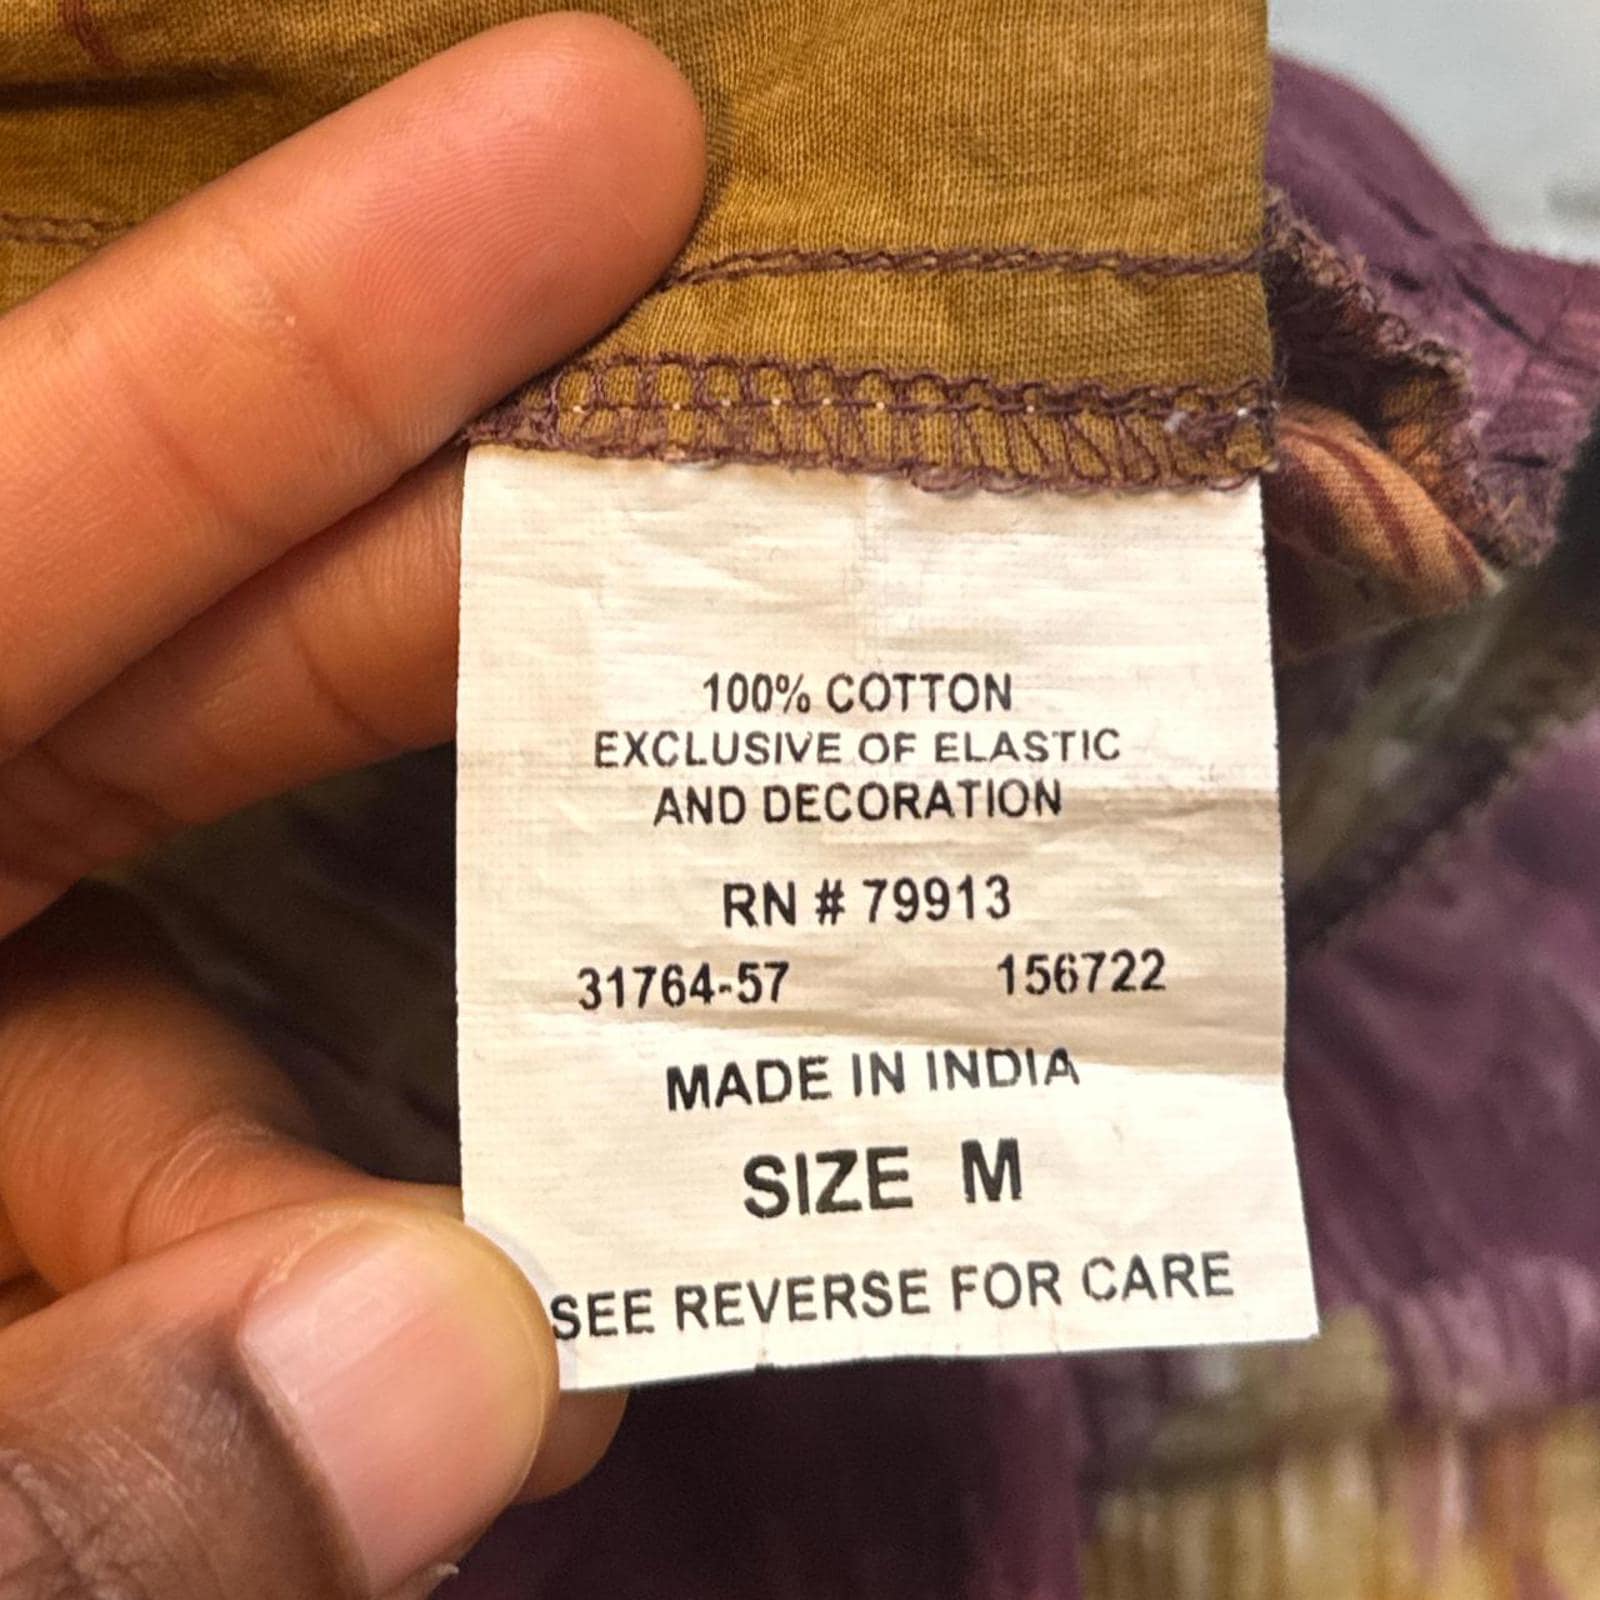 100% COTTON
EXCLUSIVE OF ELASTIC
AND DECORATION
RN # 79913
31764-57 156722
MADE IN INDIA
SIZE M
SEE REVERSE FOR CARE